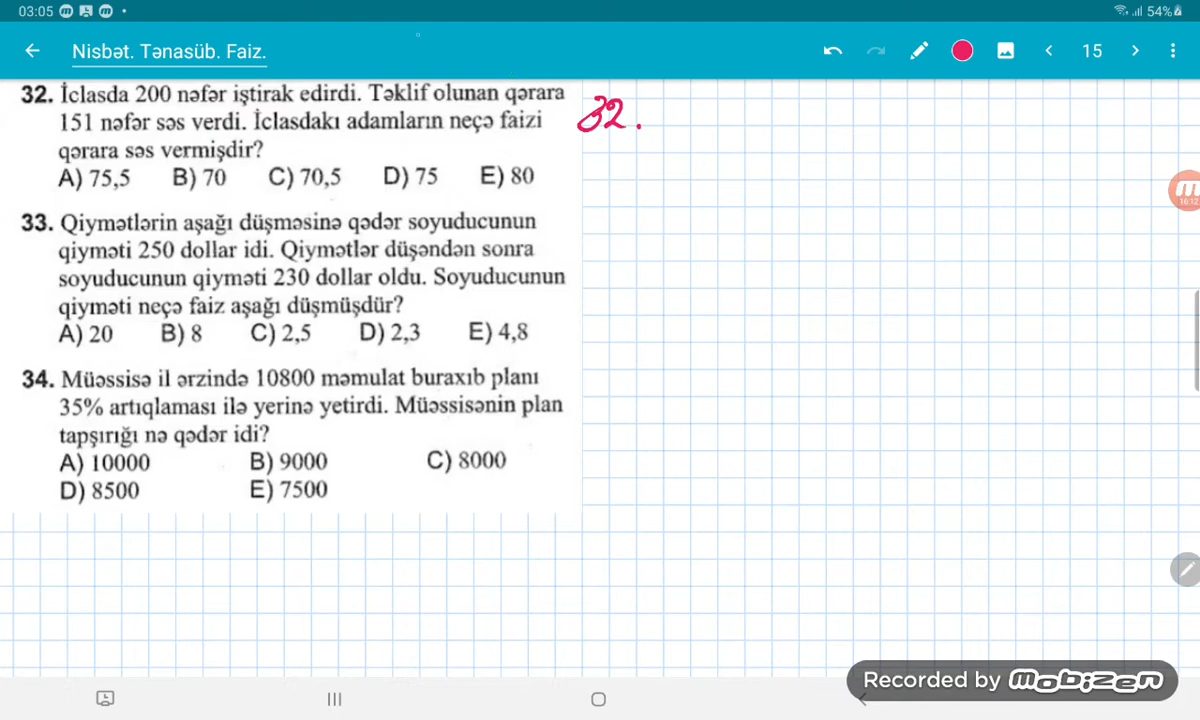 03:05
54%
Nisbət. Tənasüb. Faiz.
15
32. İclasda 200 nəfər iştirak edirdi. Təklif olunan qərara
151 nəfər səs verdi. İclasdakı adamların neçə faizi
qərara səs vermişdir?
A) 75,5 B) 70 C) 70,5 D) 75 E) 80
32.
16:12
33. Qiymətlərin aşağı düşməsinə qədər soyuducunun
qiyməti 250 dollar idi. Qiymətlər düşəndən sonra
soyuducunun qiyməti 230 dollar oldu. Soyuducunun
qiyməti neçə faiz aşağı düşmüşdür?
A) 20 B) 8 C) 2,5 D) 2,3 E) 4,8
34. Müəssisə il ərzində 10800 məmulat buraxıb planı
35% artıqlaması ilə yerinə yetirdi. Müəssisənin plan
tapşırığı nə qədər idi?
A) 10000 B) 9000 C) 8000
D) 8500 E) 7500
Recorded by mobizen